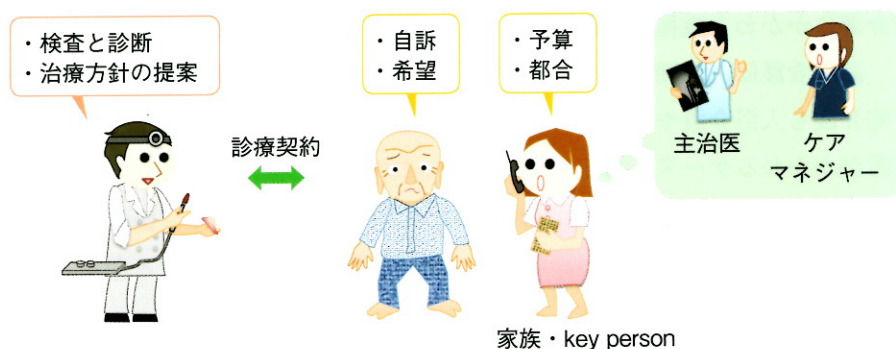 ・検査と診断
・治療方針の提案
・自訴
・希望
・予算
・都合
診療契約
主治医
ケア
マネジャー
家族・key person